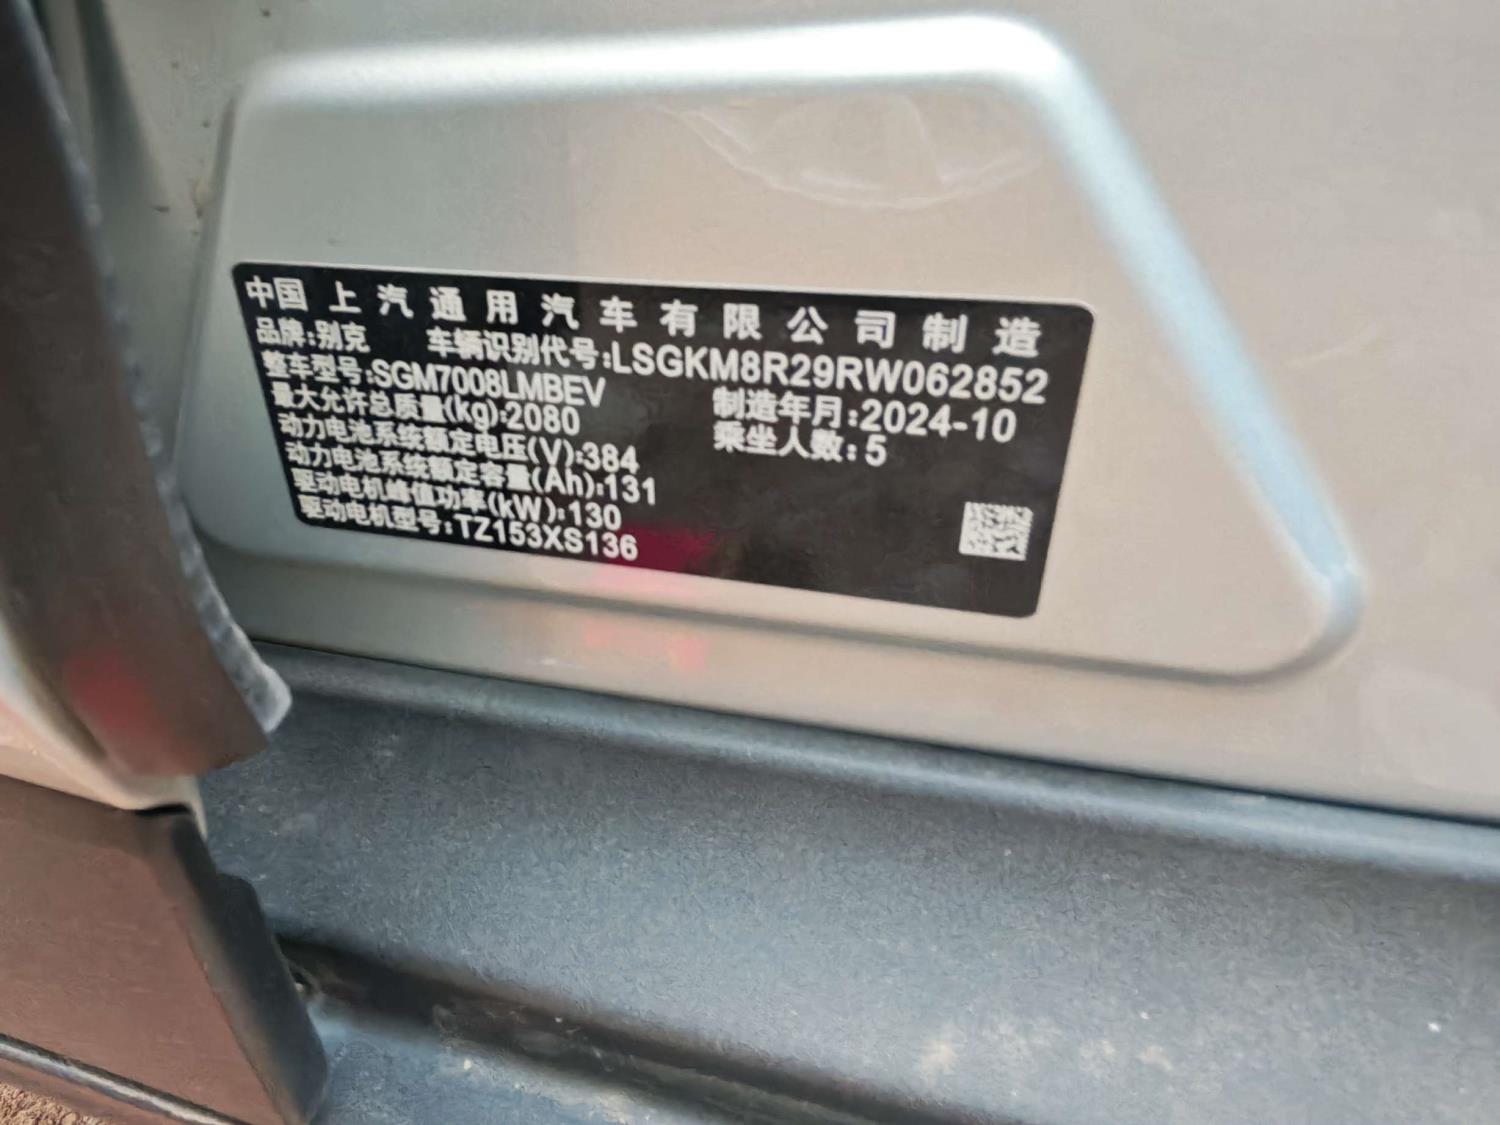 中国上汽通用汽车有限公司制造
品牌:别克 车辆识别代号:LSGKM8R29RW062852
整车型号:SGM7008LMBEV 制造年月:2024-10
最大允许总质量(kg):2080 乘坐人数:5
动力电池系统额定电压(V):384
动力电池系统额定容量(Ah):131
驱动电机峰值功率(kW):130
驱动电机型号:TZ153XS136